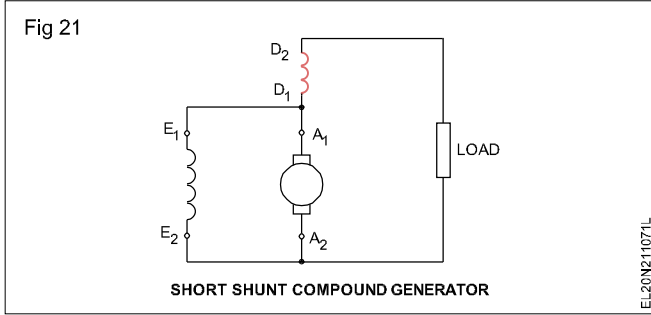 Fig 21
D2
D1
E1
A1
LOAD
E2
A2
SHORT SHUNT COMPOUND GENERATOR
EL20N211071L